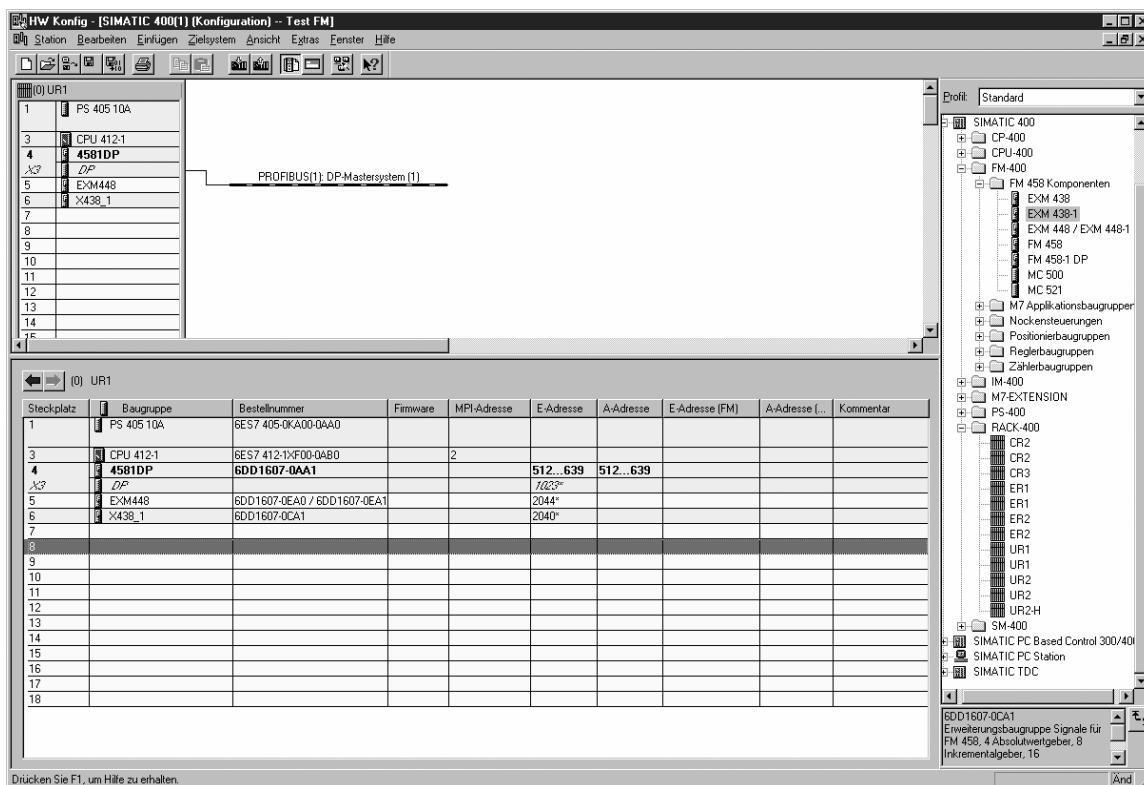 HW Konfig - [SIMATIC 400(1) (Konfiguration) -- Test FM]
Station Bearbeiten Einfügen Zielsystem Ansicht Extras Fenster Hilfe
(0) UR1
1 PS 405 10A
3 CPU 412-1
4 4581DP
X3 DP
5 EXM448
6 X438_1
7
8
9
10
11
12
13
14
15
PROFIBUS(1): DP-Mastersystem (1)
(0) UR1
Steckplatz Baugruppe Bestellnummer Firmware MPI-Adresse E-Adresse A-Adresse E-Adresse (FM) A-Adresse (... Kommentar
1 PS 405 10A 6ES7 405-0KA00-0AA0
3 CPU 412-1 6ES7 412-1XF00-0AB0 2
4 4581DP 6DD1607-0AA1 512...639 512...639
X3 DP 1023*
5 EXM448 6DD1607-0EA0 / 6DD1607-0EA1 2044*
6 X438_1 6DD1607-0CA1 2040*
7
8
9
10
11
12
13
14
15
16
17
18
Profil: Standard
SIMATIC 400
CP-400
CPU-400
FM-400
FM 458 Komponenten
EXM 438
EXM 438-1
EXM 448 / EXM 448-1
FM 458
FM 458-1 DP
MC 500
MC 521
M7 Applikationsbaugruppen
Nockensteuerungen
Positionierbaugruppen
Reglerbaugruppen
Zählerbaugruppen
IM-400
M7-EXTENSION
PS-400
RACK-400
CR2
CR2
CR3
ER1
ER1
ER2
ER2
UR1
UR1
UR2
UR2
UR2-H
SM-400
SIMATIC PC Based Control 300/40
SIMATIC PC Station
SIMATIC TDC
6DD1607-0CA1
Erweiterungsbaugruppe Signale für
FM 458, 4 Absolutwertgeber, 8
Inkrementalgeber, 16
Drücken Sie F1, um Hilfe zu erhalten.
Änd